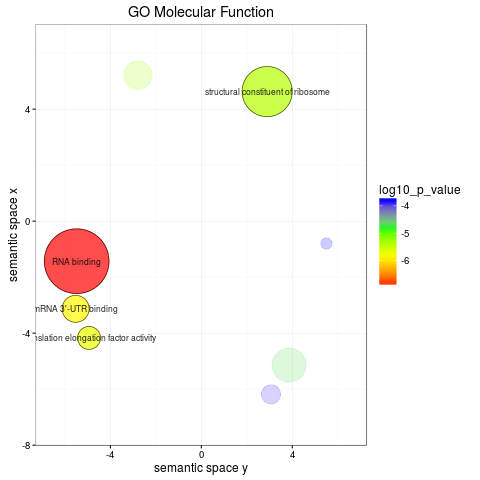 GO Molecular Function
structural constituent of ribosome
RNA binding
mRNA 3'-UTR binding
nslation elongation factor activity
semantic space x
4
0
-4
-8
-4
0
4
semantic space y
log10_p_value
-4
-5
-6